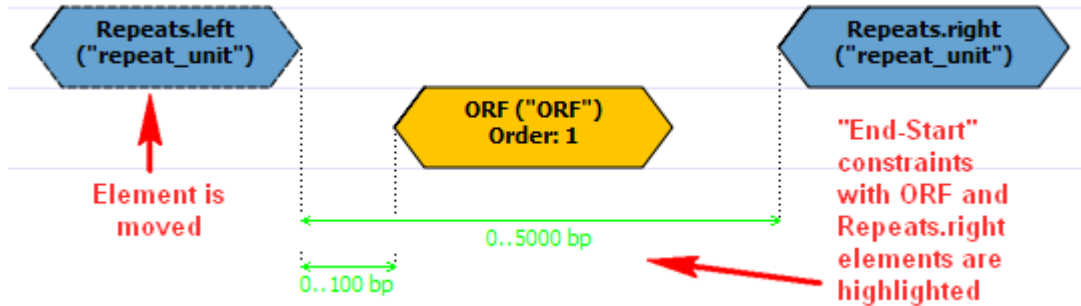 Repeats.left
("repeat_unit")
Repeats.right
("repeat_unit")
ORF ("ORF")
Order: 1
Element is
moved
"End-Start"
constraints
with ORF and
Repeats.right
elements are
highlighted
0..5000 bp
0..100 bp